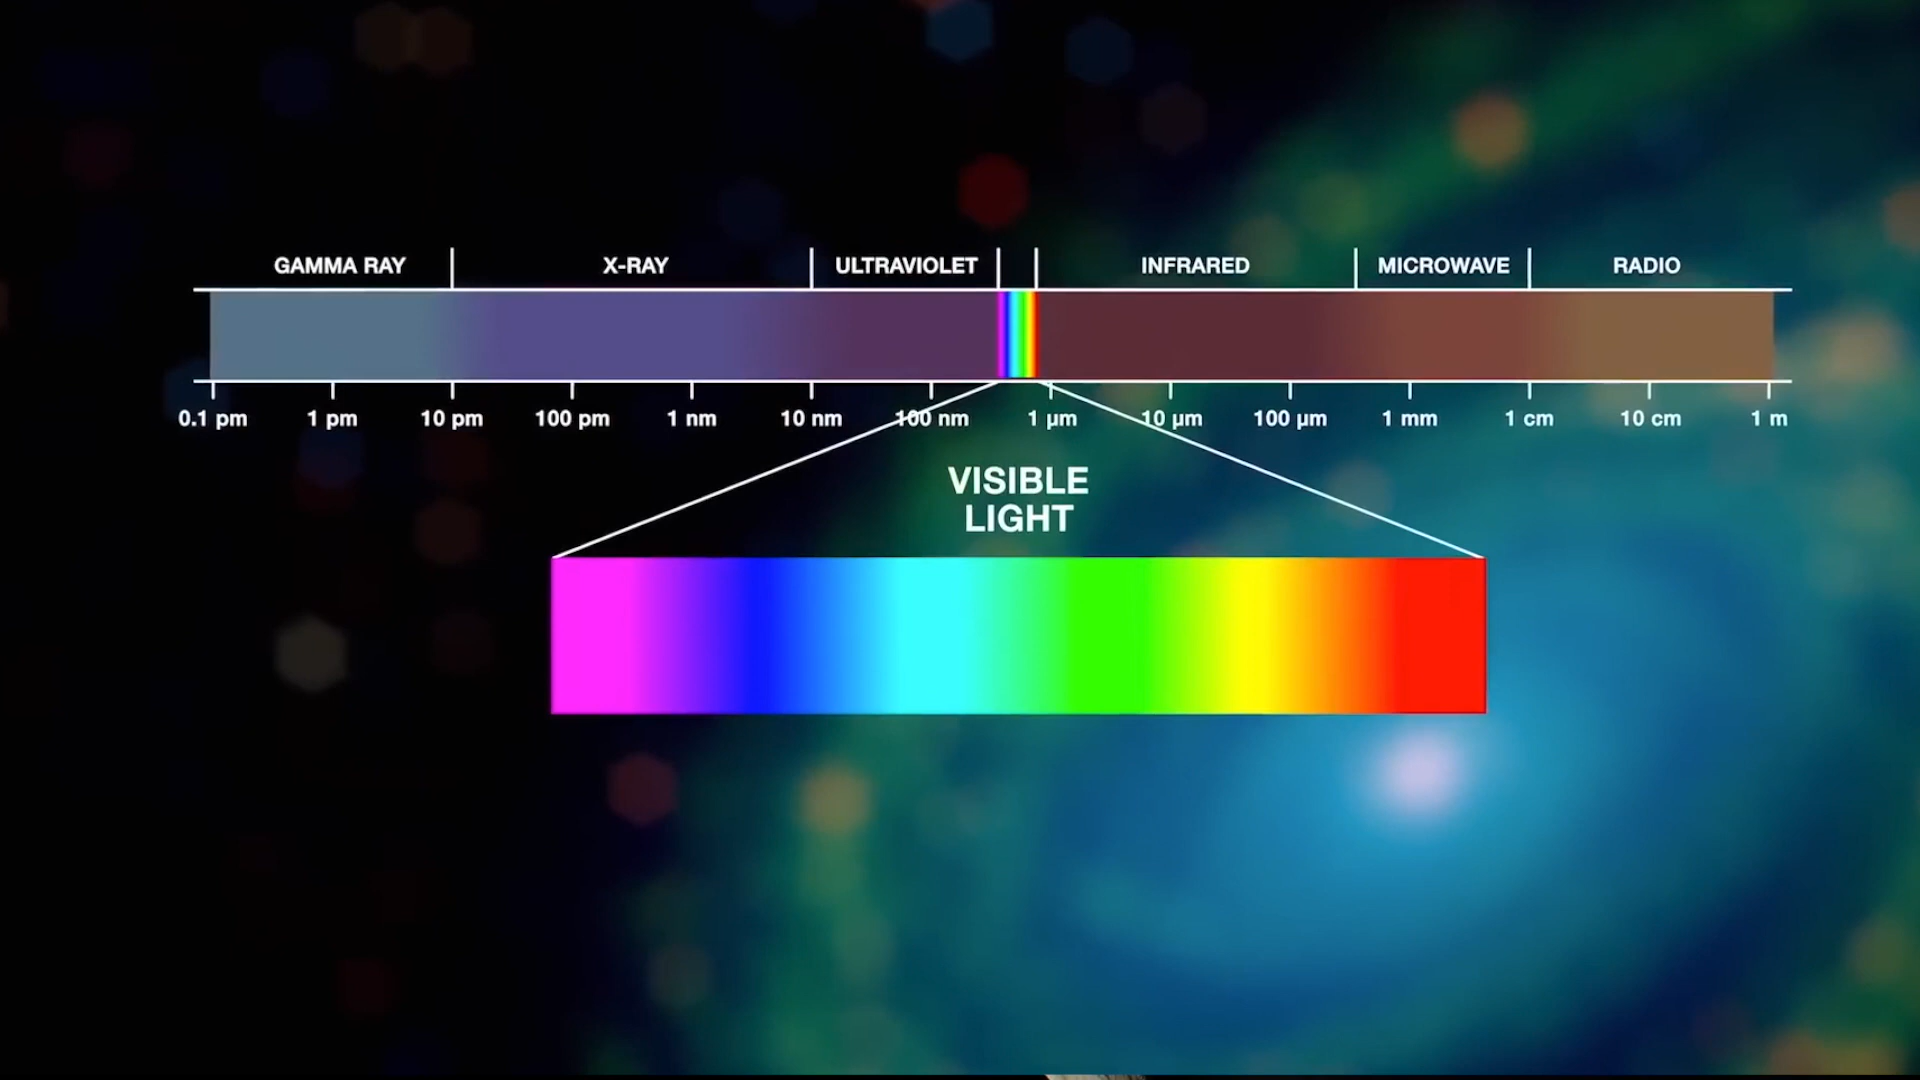 GAMMA RAY X-RAY ULTRAVIOLET INFRARED MICROWAVE RADIO
0.1 pm 1 pm 10 pm 100 pm 1 nm 10 nm 100 nm 1 µm 10 µm 100 µm 1 mm 1 cm 10 cm 1 m
VISIBLE
LIGHT